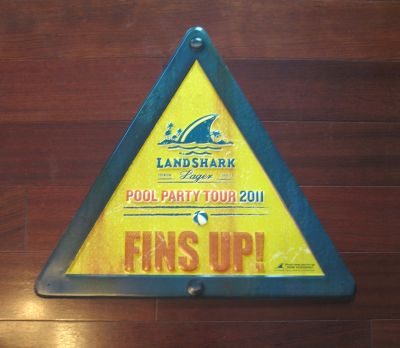 LANDSHARK
Lager
POOL PARTY TOUR 2011
FINS UP!